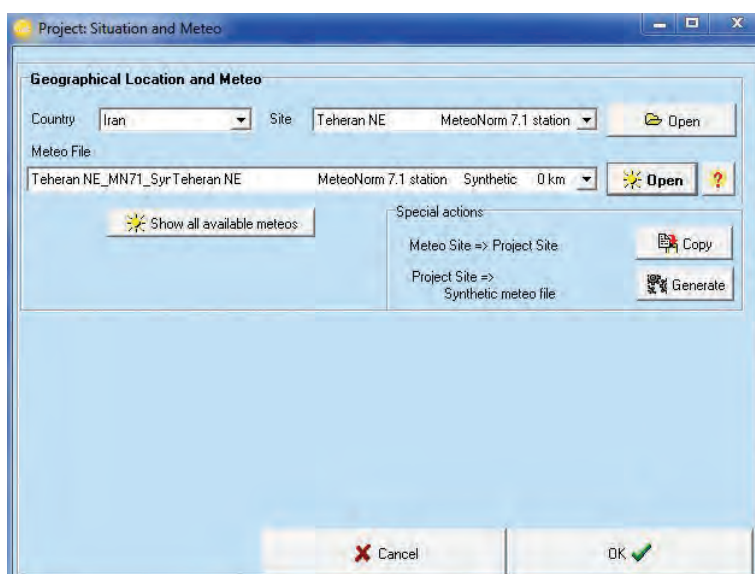 Project: Situation and Meteo
Geographical Location and Meteo
Country Iran Site Teheran NE MeteoNorm 7.1 station Open
Meteo File
Teheran NE_MN71_Syr Teheran NE MeteoNorm 7.1 station Synthetic 0 km Open ?
Show all available meteos
Special actions
Meteo Site => Project Site Copy
Project Site =>
Synthetic meteo file Generate
Cancel OK